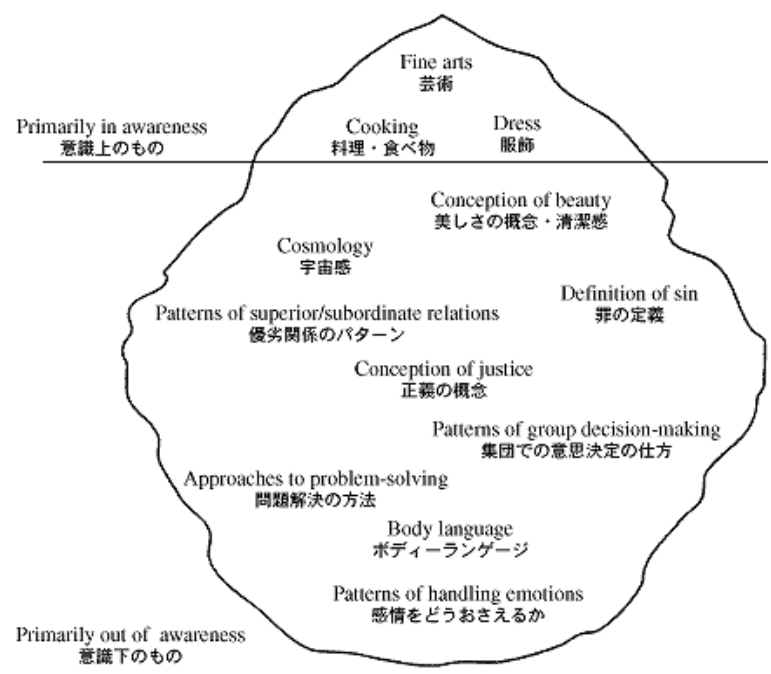 Fine arts
芸術
Primarily in awareness
意識上のもの
Cooking
料理・食べ物
Dress
服飾
Conception of beauty
美しさの概念・清潔感
Cosmology
宇宙感
Definition of sin
罪の定義
Patterns of superior/subordinate relations
優劣関係のパターン
Conception of justice
正義の概念
Patterns of group decision-making
集団での意思決定の仕方
Approaches to problem-solving
問題解決の方法
Body language
ボディーランゲージ
Patterns of handling emotions
感情をどうおさえるか
Primarily out of awareness
意識下のもの